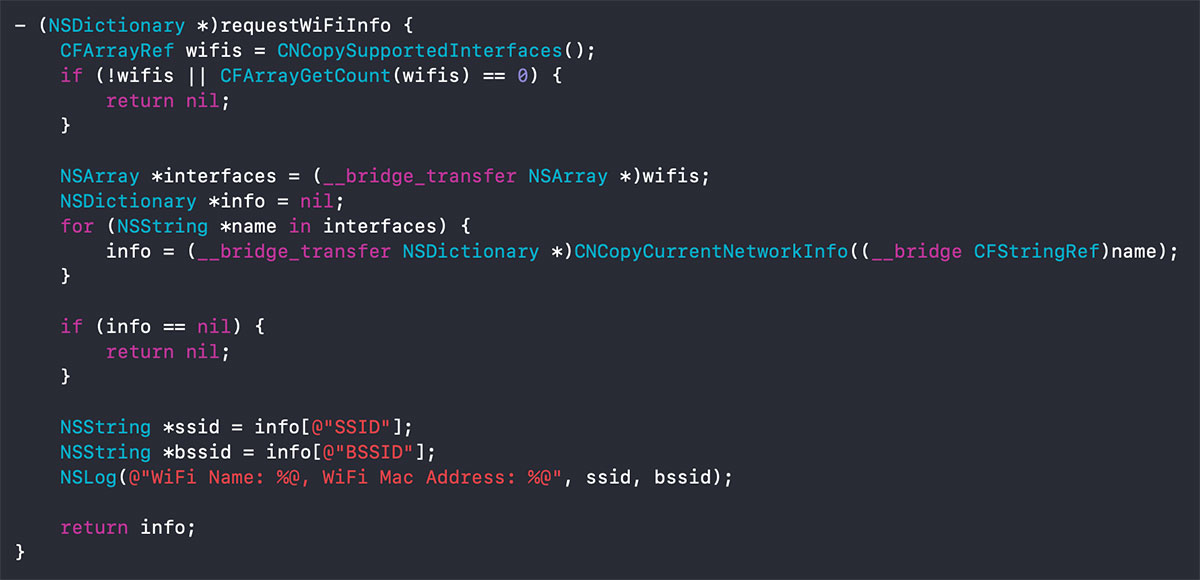 - (NSDictionary *)requestWiFiInfo {
    CFArrayRef wifis = CNCopySupportedInterfaces();
    if (!wifis || CFArrayGetCount(wifis) == 0) {
        return nil;
    }

    NSArray *interfaces = (__bridge_transfer NSArray *)wifis;
    NSDictionary *info = nil;
    for (NSString *name in interfaces) {
        info = (__bridge_transfer NSDictionary *)CNCopyCurrentNetworkInfo((__bridge CFStringRef)name);
    }

    if (info == nil) {
        return nil;
    }

    NSString *ssid = info[@"SSID"];
    NSString *bssid = info[@"BSSID"];
    NSLog(@"WiFi Name: %@, WiFi Mac Address: %@", ssid, bssid);

    return info;
}